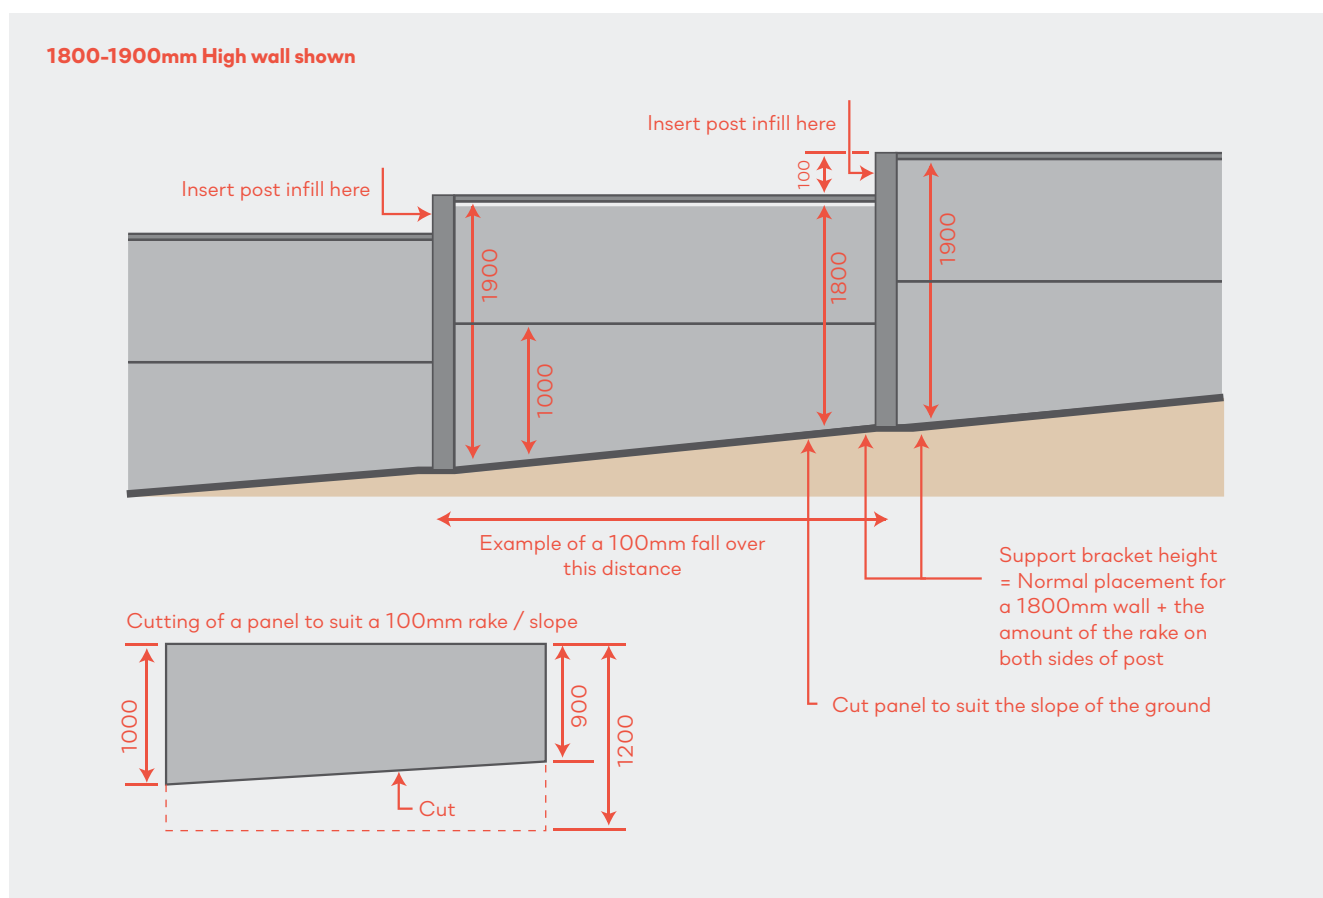 1800-1900mm High wall shown
Insert post infill here
Insert post infill here
100
1900
1000
1800
1900
Example of a 100mm fall over
this distance
Support bracket height
= Normal placement for
a 1800mm wall + the
amount of the rake on
both sides of post
Cutting of a panel to suit a 100mm rake / slope
1000
900
1200
Cut
Cut panel to suit the slope of the ground